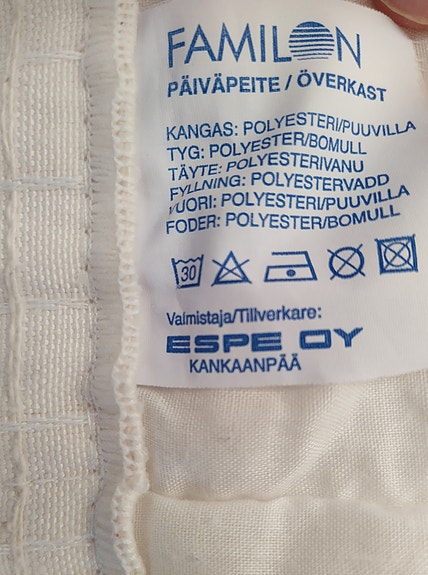 FAMILON
PÄIVÄPEITE / ÖVERKAST
KANGAS: POLYESTERI/PUUVILLA
TYG: POLYESTER/BOMULL
TÄYTE: POLYESTERIVANU
FYLLNING: POLYESTERVADD
VUORI: POLYESTERI/PUUVILLA
FODER: POLYESTER/BOMULL
30
Valmistaja/Tillverkare:
ESPE OY
KANKAANPÄÄ